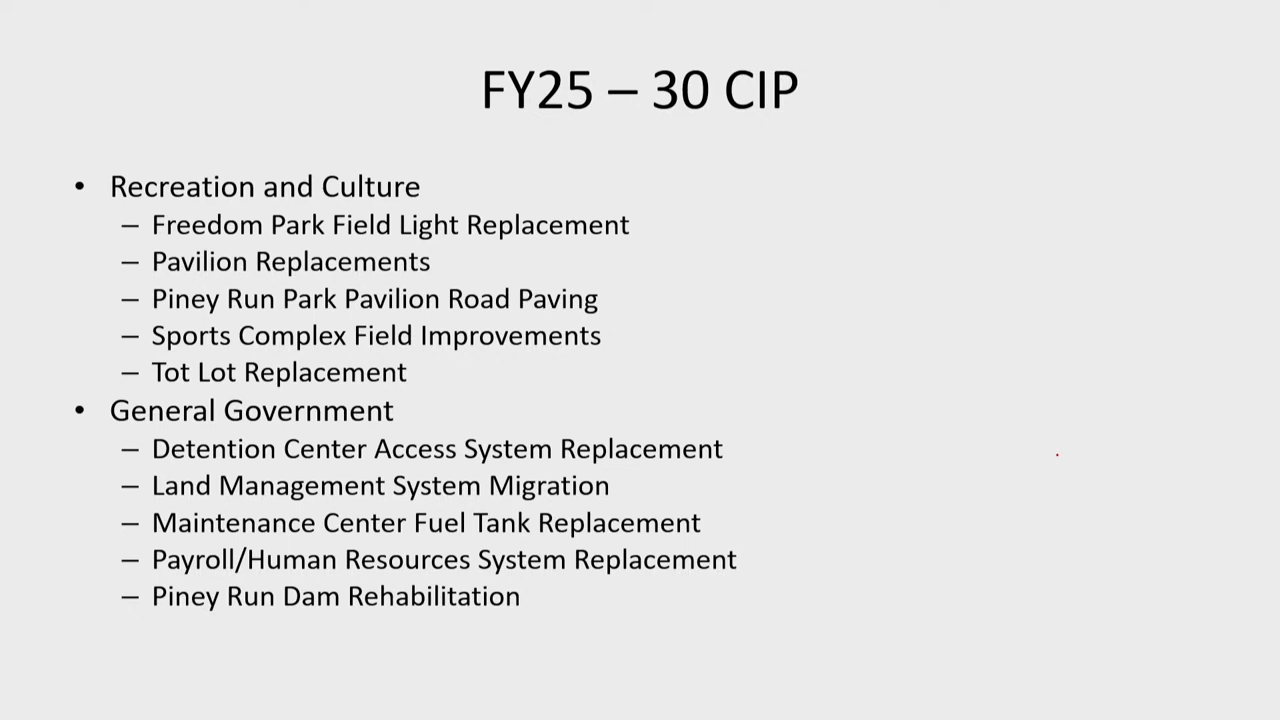 FY25 – 30 CIP
• Recreation and Culture
– Freedom Park Field Light Replacement
– Pavilion Replacements
– Piney Run Park Pavilion Road Paving
– Sports Complex Field Improvements
– Tot Lot Replacement
• General Government
– Detention Center Access System Replacement
– Land Management System Migration
– Maintenance Center Fuel Tank Replacement
– Payroll/Human Resources System Replacement
– Piney Run Dam Rehabilitation